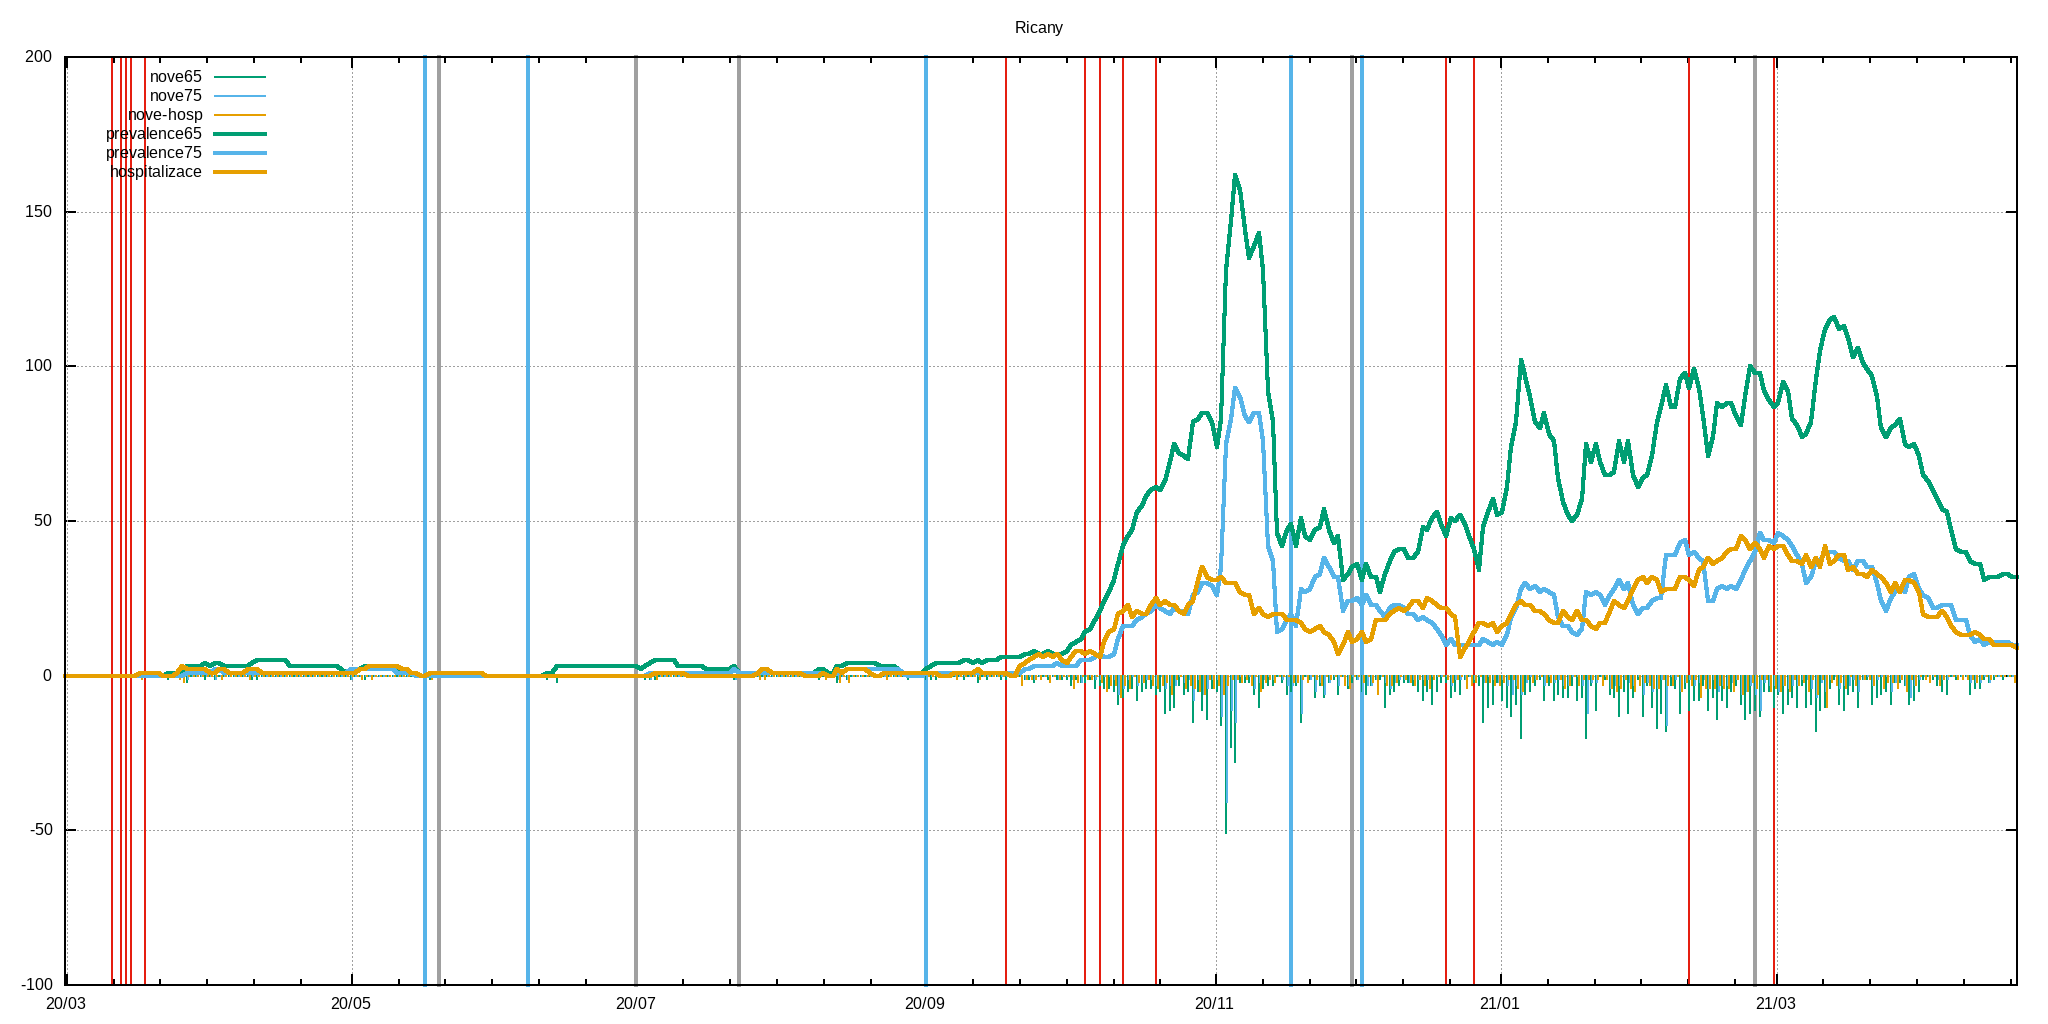 Ricany
200
nove65
nove75
nove-hosp
prevalence65
prevalence75
hospitalizace
150
100
50
0
-50
-100
20/03 20/05 20/07 20/09 20/11 21/01 21/03